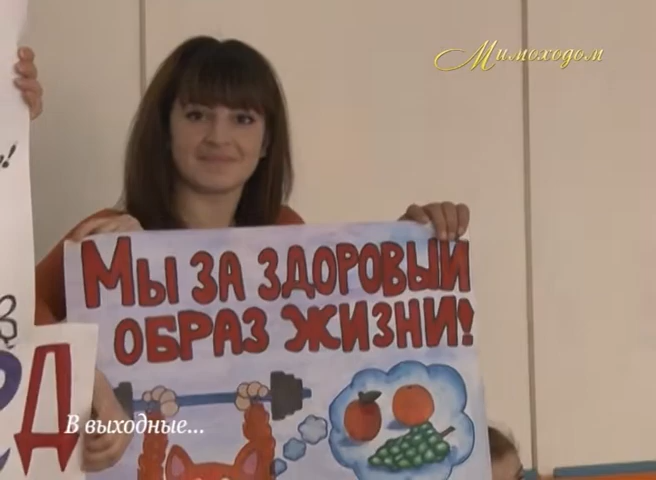 Мимоходом
МЫ ЗА ЗДОРОВЫЙ
ОБРАЗ ЖИЗНИ!
Д
В выходные...